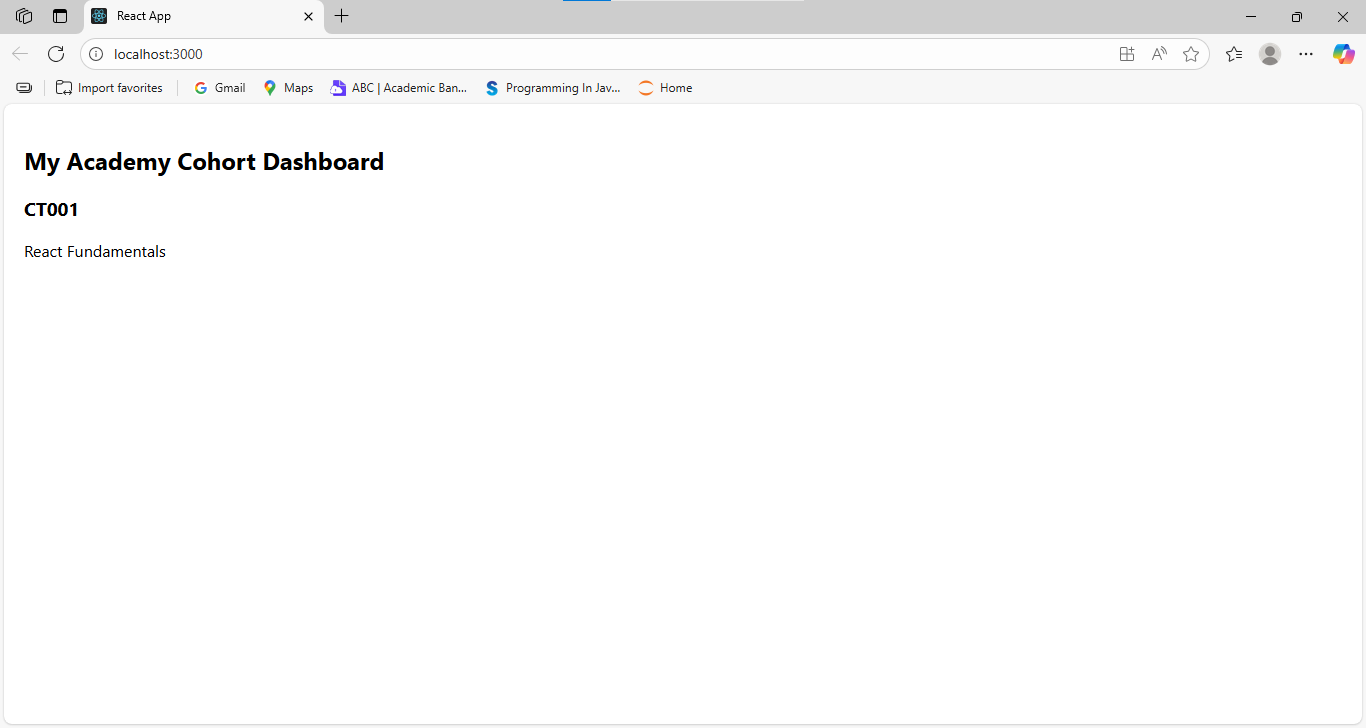 React App
localhost:3000
Import favorites Gmail Maps ABC | Academic Ban... Programming In Jav... Home
My Academy Cohort Dashboard
CT001
React Fundamentals